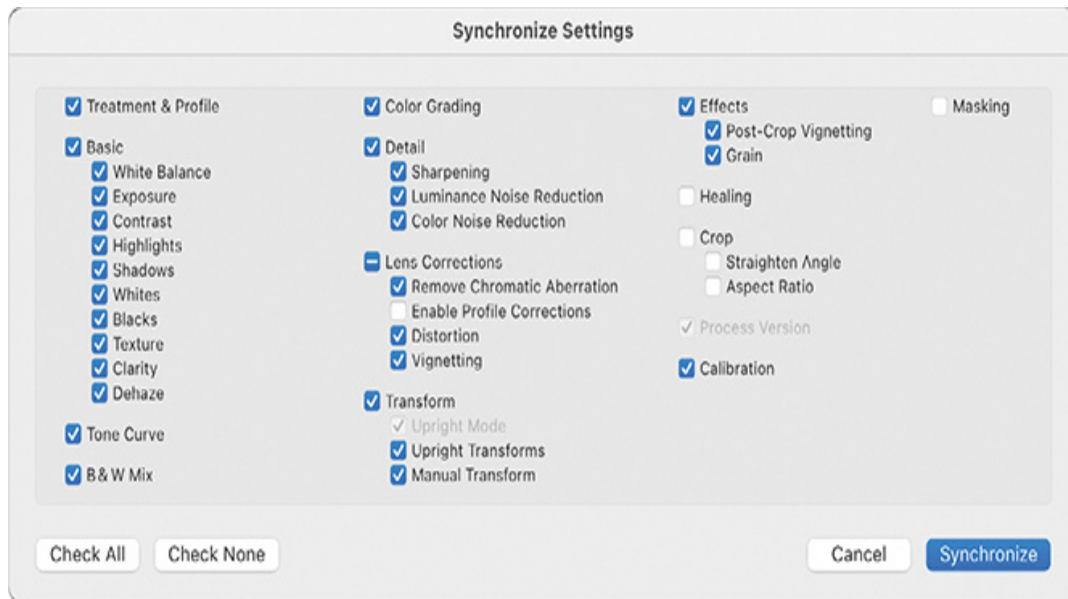 Synchronize Settings
Treatment & Profile
Basic
White Balance
Exposure
Contrast
Highlights
Shadows
Whites
Blacks
Texture
Clarity
Dehaze
Tone Curve
B & W Mix
Color Grading
Detail
Sharpening
Luminance Noise Reduction
Color Noise Reduction
Lens Corrections
Remove Chromatic Aberration
Enable Profile Corrections
Distortion
Vignetting
Transform
Upright Mode
Upright Transforms
Manual Transform
Effects
Post-Crop Vignetting
Grain
Healing
Crop
Straighten Angle
Aspect Ratio
Process Version
Calibration
Masking
Check All
Check None
Cancel
Synchronize